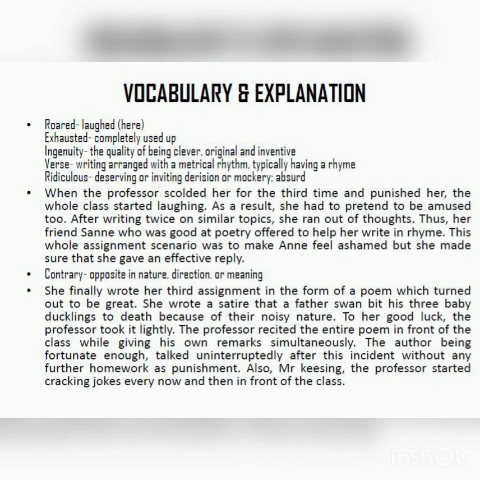 VOCABULARY & EXPLANATION
• Roared- laughed (here)
Exhausted- completely used up
Ingenuity- the quality of being clever, original and inventive
Verse- writing arranged with a metrical rhythm, typically having a rhyme
Ridiculous- deserving or inviting derision or mockery; absurd
• When the professor scolded her for the third time and punished her, the
whole class started laughing. As a result, she had to pretend to be amused
too. After writing twice on similar topics, she ran out of thoughts. Thus, her
friend Sanne who was good at poetry offered to help her write in rhyme. This
whole assignment scenario was to make Anne feel ashamed but she made
sure that she gave an effective reply.
• Contrary- opposite in nature, direction, or meaning
• She finally wrote her third assignment in the form of a poem which turned
out to be great. She wrote a satire that a father swan bit his three baby
ducklings to death because of their noisy nature. To her good luck, the
professor took it lightly. The professor recited the entire poem in front of the
class while giving his own remarks simultaneously. The author being
fortunate enough, talked uninterruptedly after this incident without any
further homework as punishment. Also, Mr keesing, the professor started
cracking jokes every now and then in front of the class.
InShOt